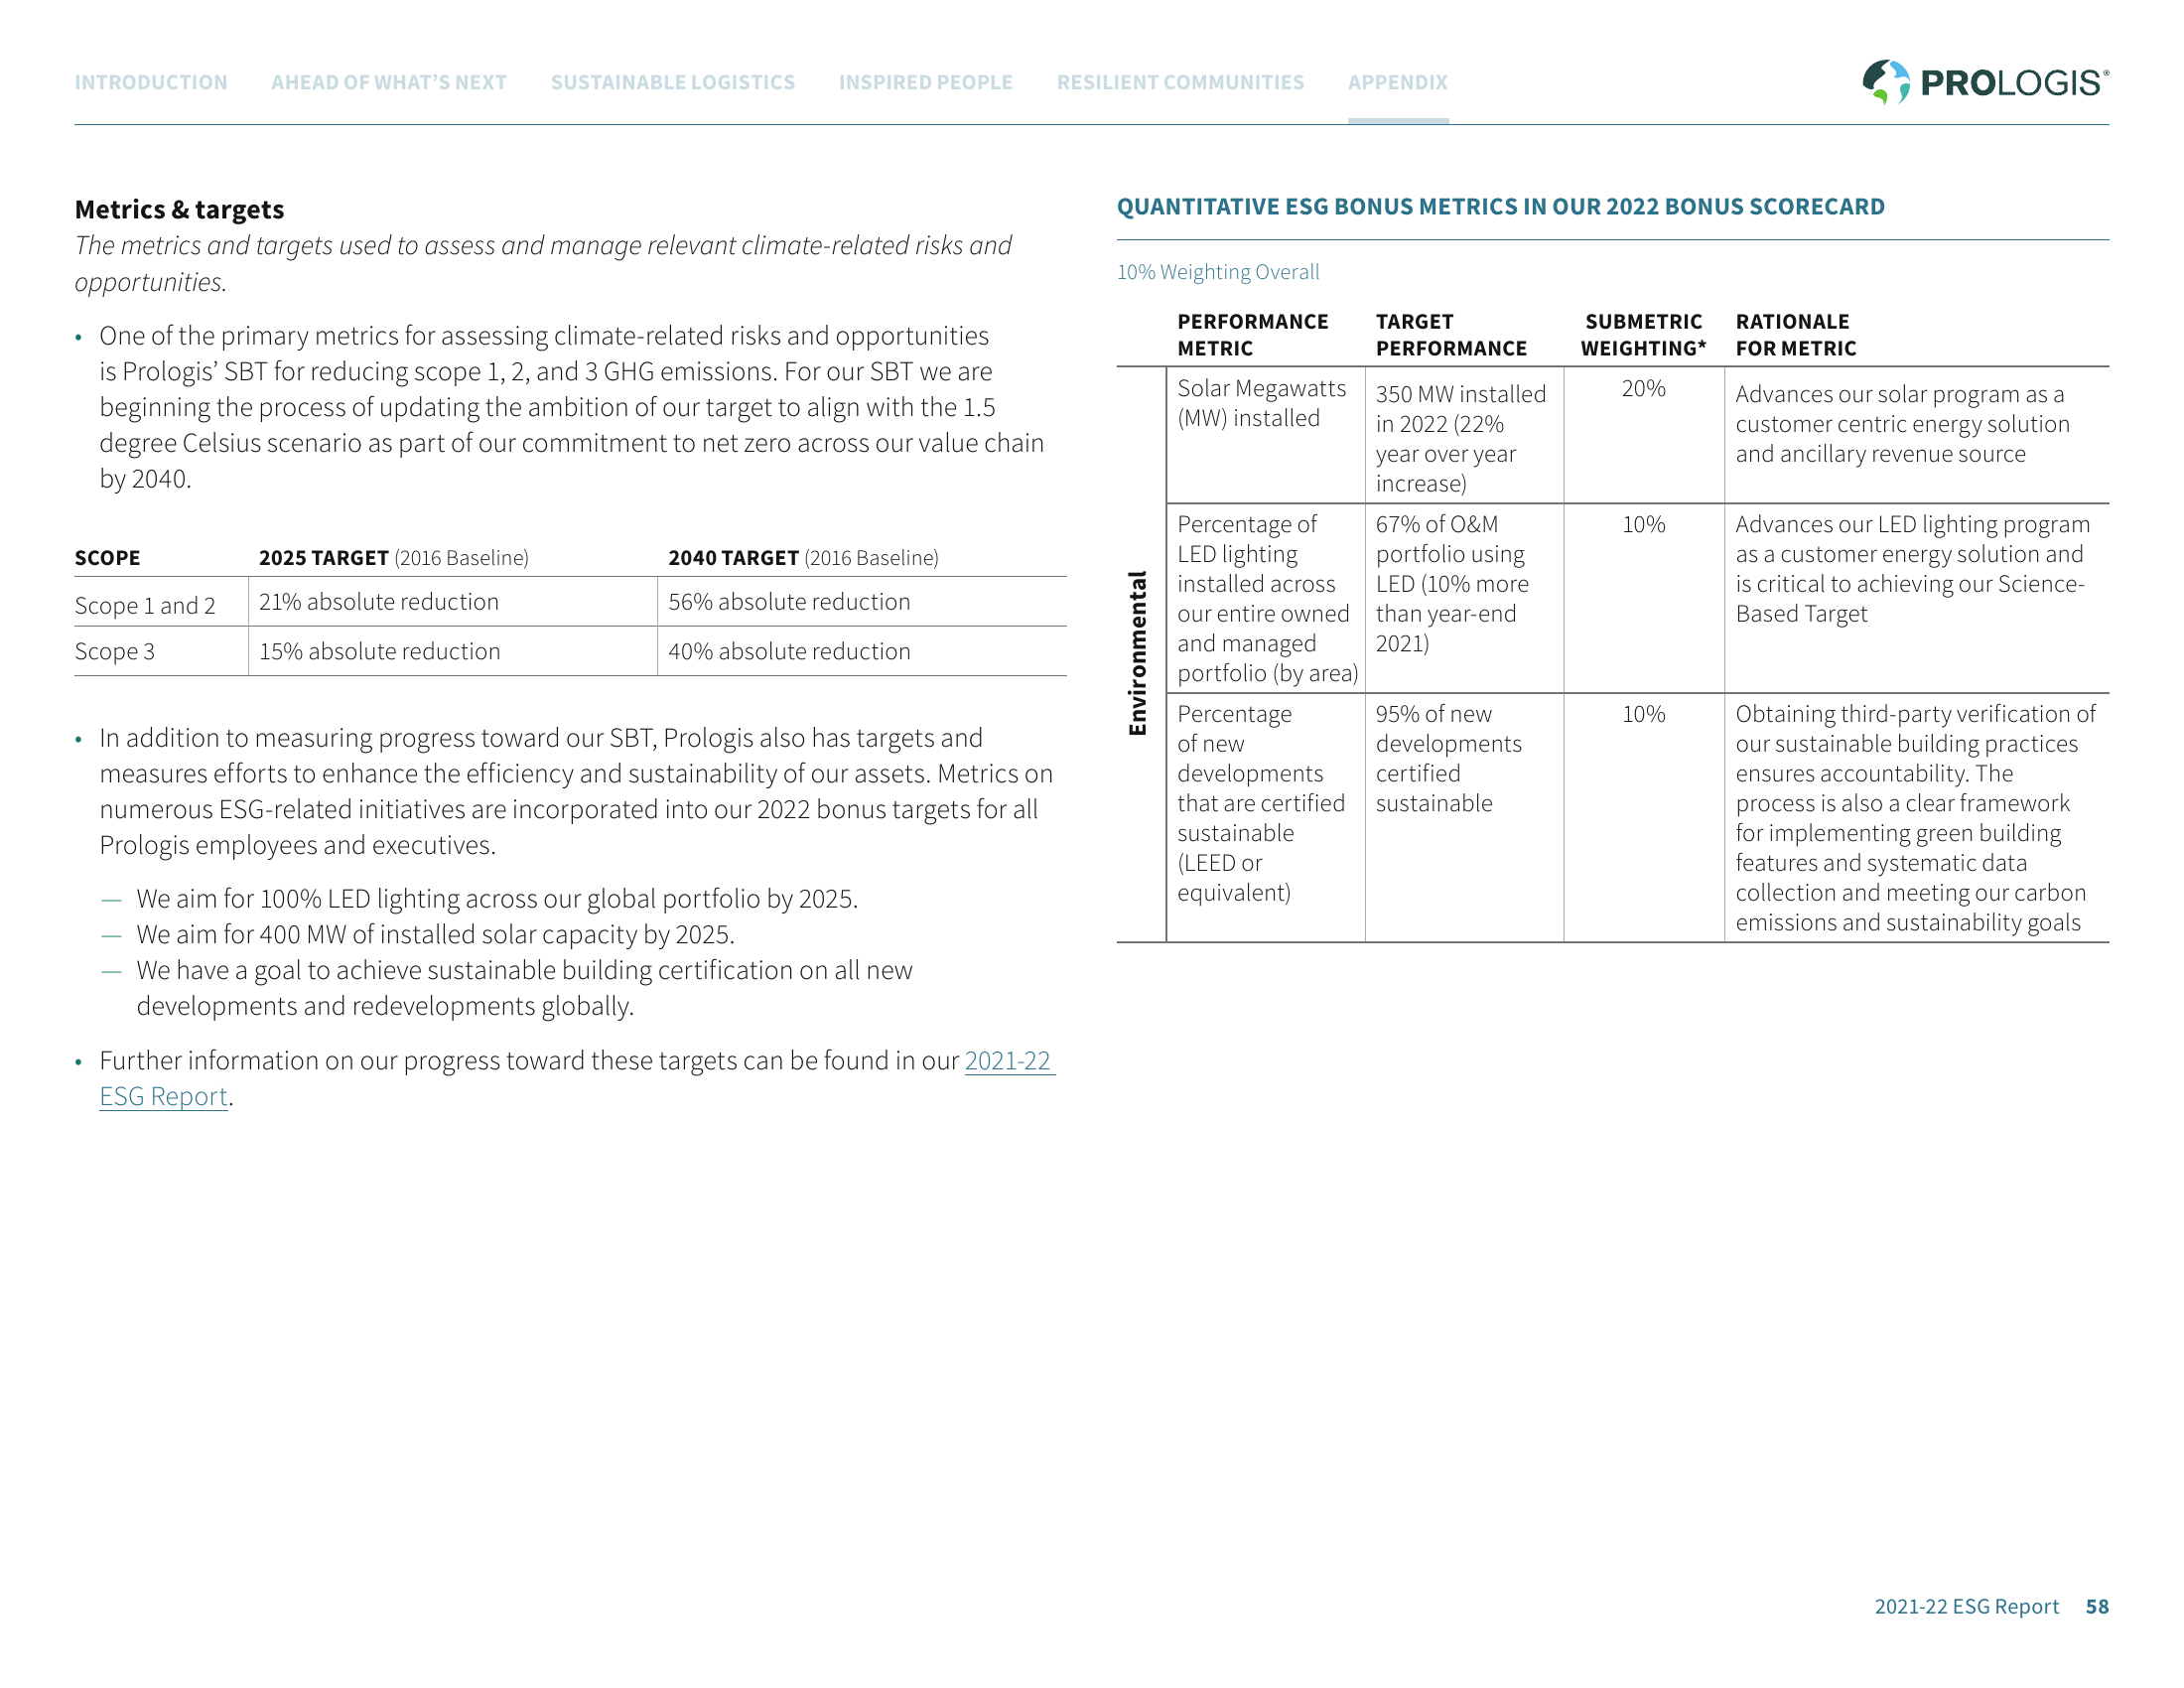 INTRODUCTION AHEAD OF WHAT'S NEXT SUSTAINABLE LOGISTICS INSPIRED PEOPLE RESILIENT COMMUNITIES APPENDIX
PROLOGIS®
Metrics & targets
The metrics and targets used to assess and manage relevant climate-related risks and
opportunities.
• One of the primary metrics for assessing climate-related risks and opportunities
is Prologis’ SBT for reducing scope 1, 2, and 3 GHG emissions. For our SBT we are
beginning the process of updating the ambition of our target to align with the 1.5
degree Celsius scenario as part of our commitment to net zero across our value chain
by 2040.
SCOPE 2025 TARGET (2016 Baseline) 2040 TARGET (2016 Baseline)
Scope 1 and 2 21% absolute reduction 56% absolute reduction
Scope 3 15% absolute reduction 40% absolute reduction
• In addition to measuring progress toward our SBT, Prologis also has targets and
measures efforts to enhance the efficiency and sustainability of our assets. Metrics on
numerous ESG-related initiatives are incorporated into our 2022 bonus targets for all
Prologis employees and executives.
— We aim for 100% LED lighting across our global portfolio by 2025.
— We aim for 400 MW of installed solar capacity by 2025.
— We have a goal to achieve sustainable building certification on all new
developments and redevelopments globally.
• Further information on our progress toward these targets can be found in our 2021-22
ESG Report.
QUANTITATIVE ESG BONUS METRICS IN OUR 2022 BONUS SCORECARD
10% Weighting Overall
PERFORMANCE
METRIC
TARGET
PERFORMANCE
SUBMETRIC
WEIGHTING*
RATIONALE
FOR METRIC
Environmental
Solar Megawatts
(MW) installed
350 MW installed
in 2022 (22%
year over year
increase)
20%
Advances our solar program as a
customer centric energy solution
and ancillary revenue source
Percentage of
LED lighting
installed across
our entire owned
and managed
portfolio (by area)
67% of O&M
portfolio using
LED (10% more
than year-end
2021)
10%
Advances our LED lighting program
as a customer energy solution and
is critical to achieving our Science-
Based Target
Percentage
of new
developments
that are certified
sustainable
(LEED or
equivalent)
95% of new
developments
certified
sustainable
10%
Obtaining third-party verification of
our sustainable building practices
ensures accountability. The
process is also a clear framework
for implementing green building
features and systematic data
collection and meeting our carbon
emissions and sustainability goals
2021-22 ESG Report 58